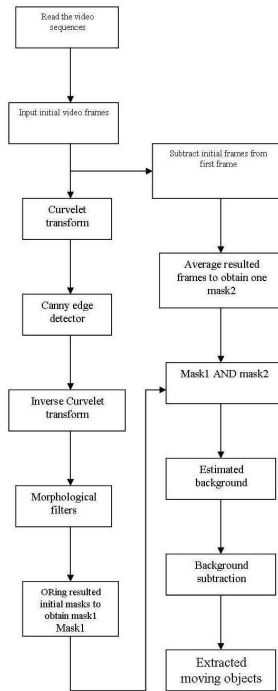 Read the video
sequences
Input initial video frames
Subtract initial frames from
first frame
Curvelet
transform
Average resulted
frames to obtain one
mask2
Canny edge
detector
Mask1 AND mask2
Inverse Curvelet
transform
Estimated
background
Morphological
filters
Background
subtraction
ORing resulted
initial masks to
obtain mask1
Mask1
Extracted
moving objects